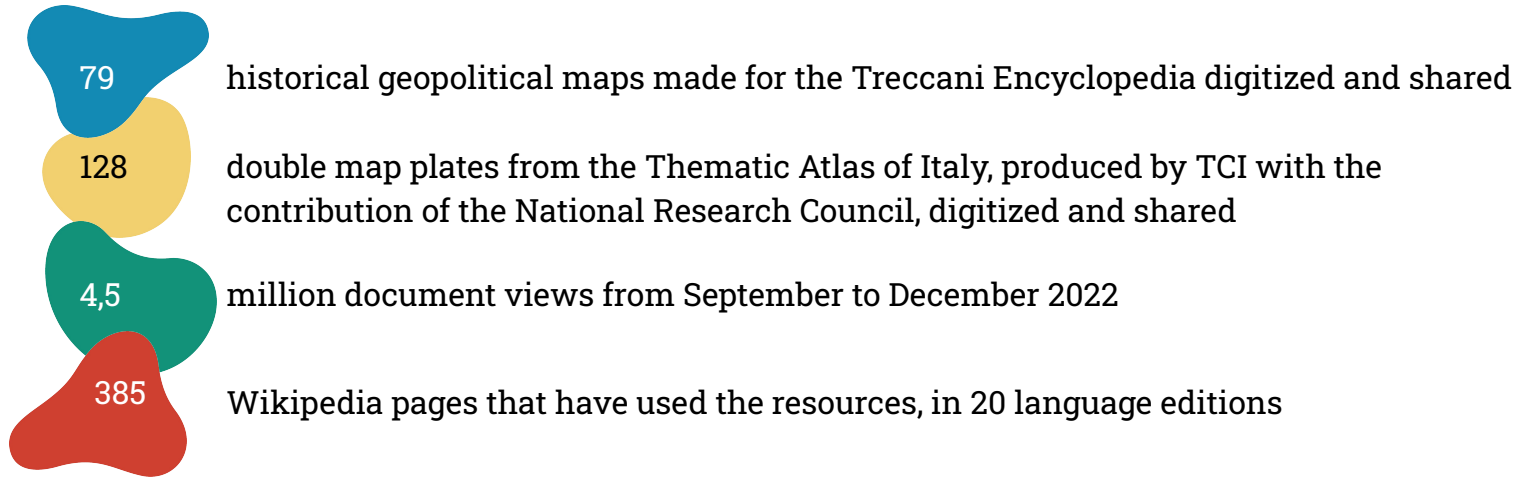 79 historical geopolitical maps made for the Treccani Encyclopedia digitized and shared
128 double map plates from the Thematic Atlas of Italy, produced by TCI with the
contribution of the National Research Council, digitized and shared
4,5 million document views from September to December 2022
385 Wikipedia pages that have used the resources, in 20 language editions